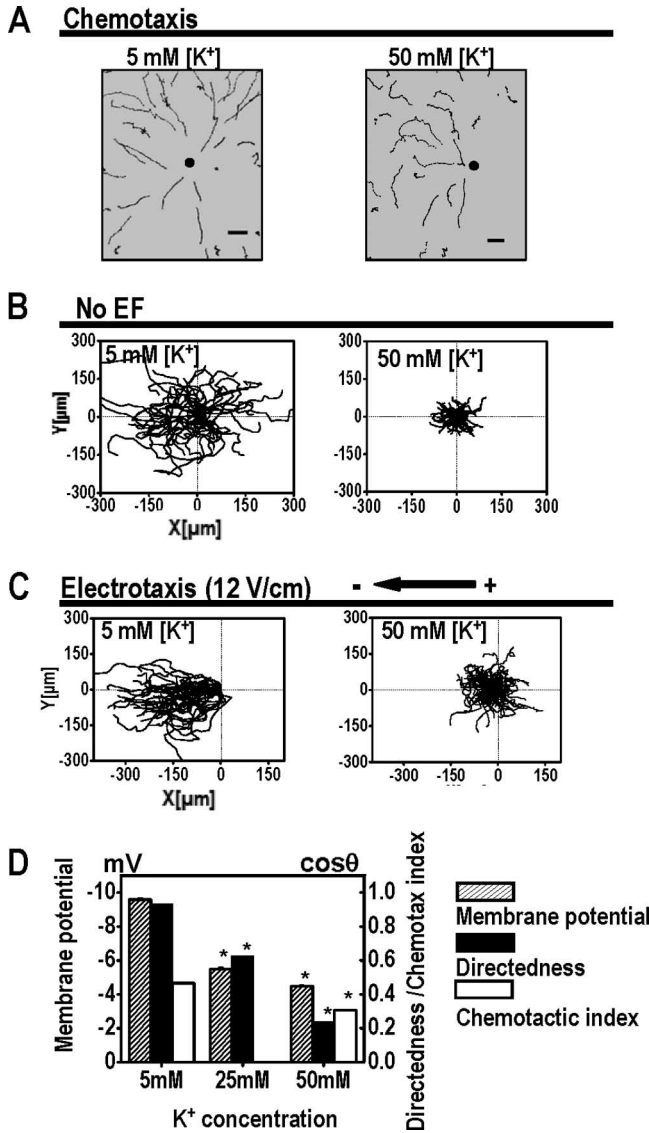 A Chemotaxis
5 mM [K⁺] 50 mM [K⁺]
B No EF
300 5 mM [K⁺] 300 50 mM [K⁺]
150 150
Y[µm] 0 0
-150 -150
-300 -300
-300 -150 0 150 300 -300 -150 0 150 300
X[µm]
C Electrotaxis (12 V/cm) - +
300 5 mM [K⁺] 300 50 mM [K⁺]
150 150
Y[µm] 0 0
-150 -150
-300 -300
-300 -150 0 150 -300 -150 0 150
X[µm]
D mV cosθ
-10 1.0
-8 0.8
-6 0.6
-4 0.4
-2 0.2
0 0.0
* * * * *
Membrane potential
Directedness /Chemotax index
5mM 25mM 50mM
K⁺ concentration
Membrane potential
Directedness
Chemotactic index